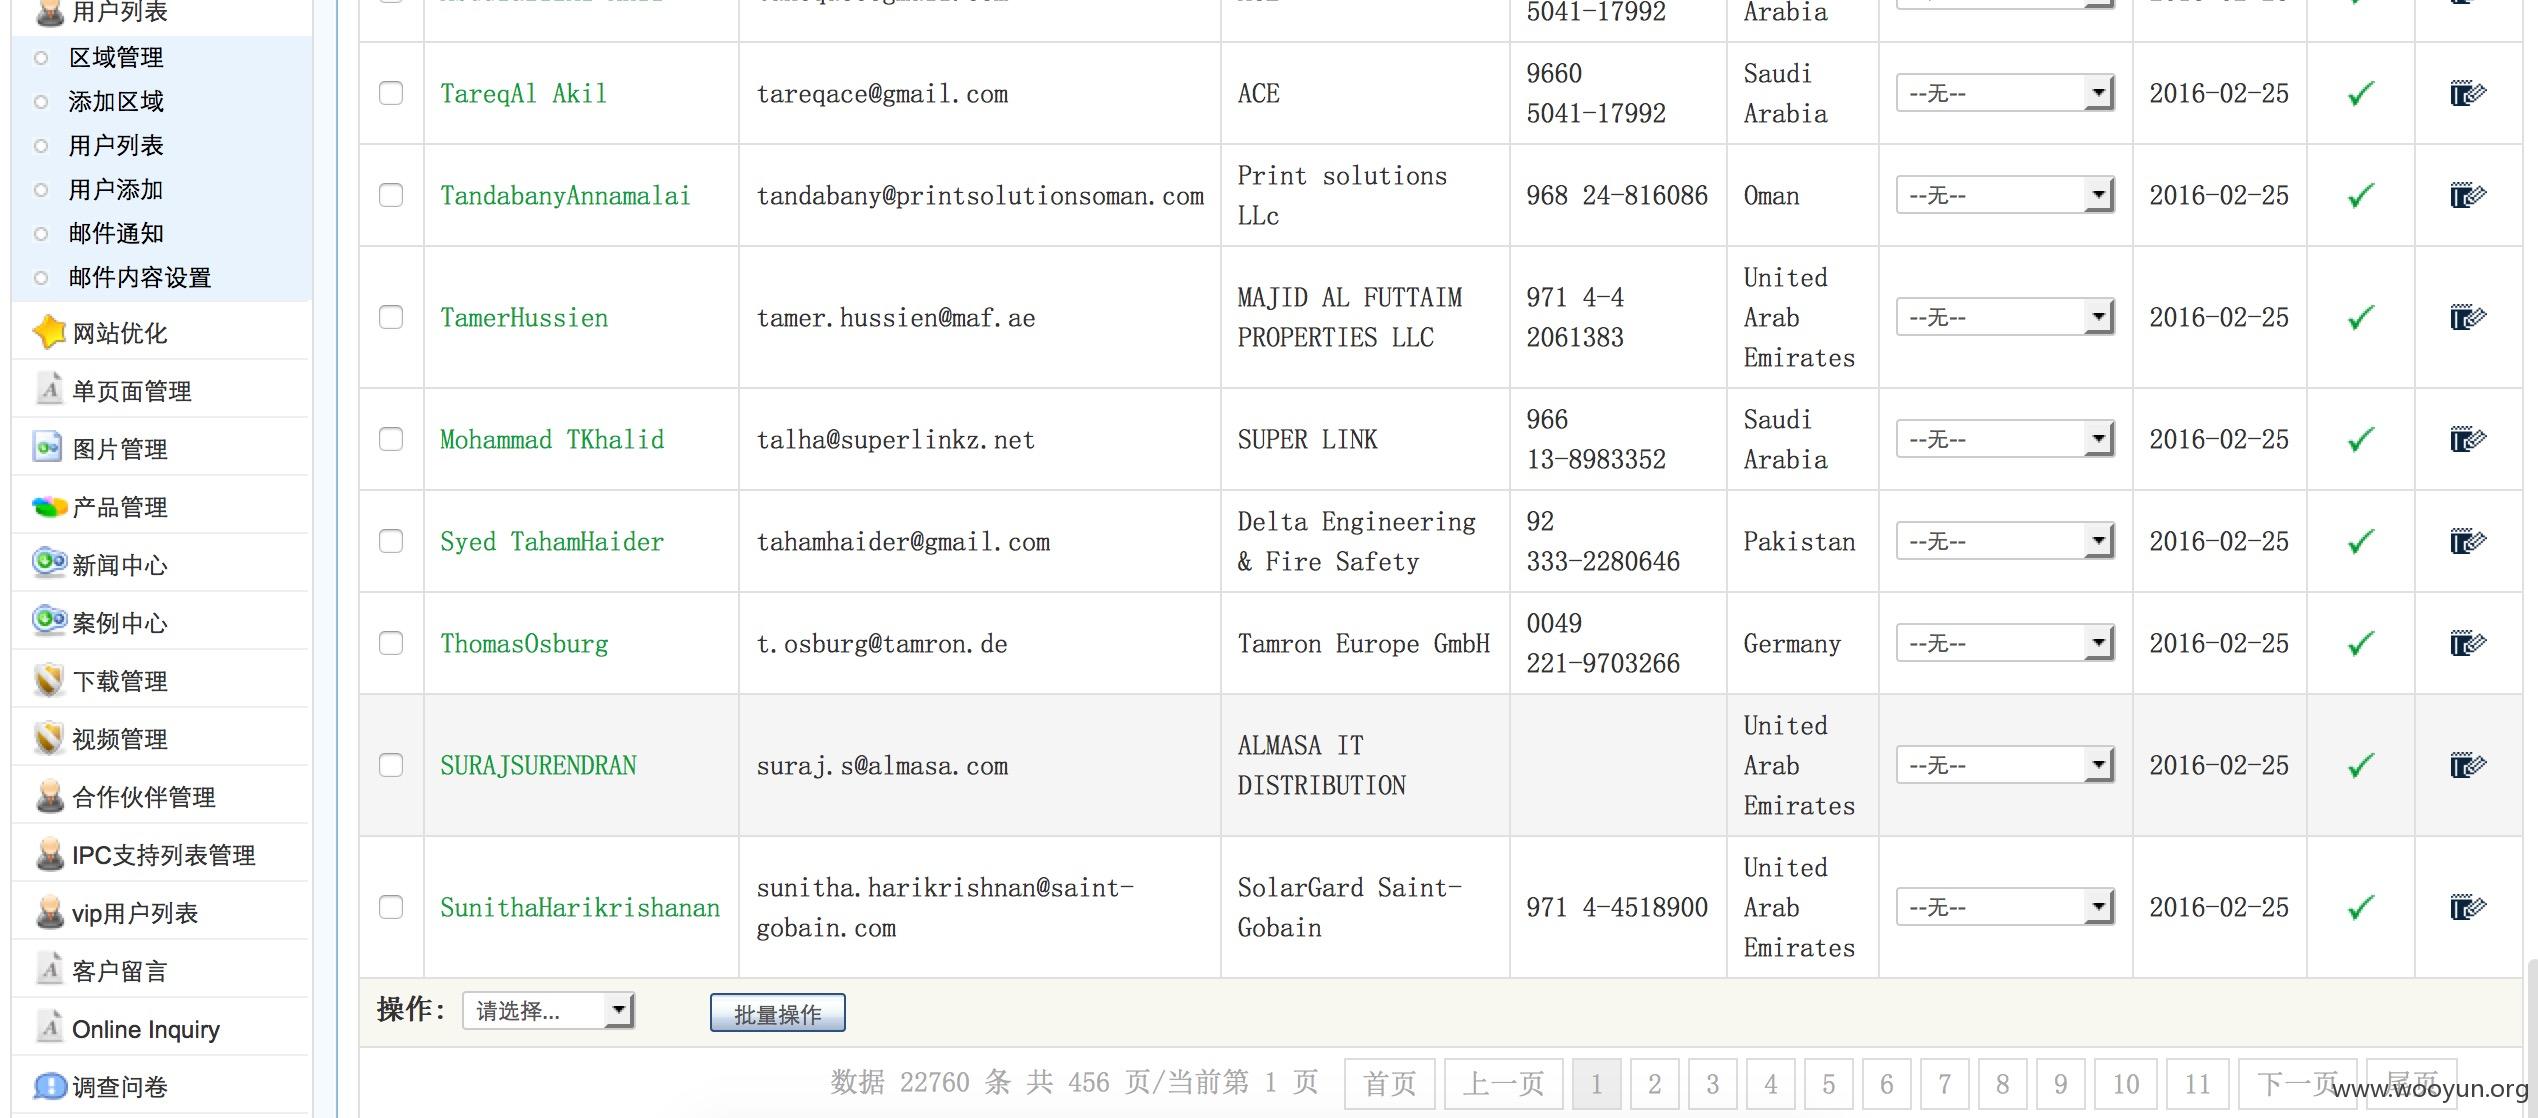 用户列表
区域管理
添加区域
用户列表
用户添加
邮件通知
邮件内容设置
网站优化
单页面管理
图片管理
产品管理
新闻中心
案例中心
下载管理
视频管理
合作伙伴管理
IPC支持列表管理
vip用户列表
客户留言
Online Inquiry
调查问卷
5041-17992
Arabia
TareqAl Akil
tareqace@gmail.com
ACE
9660
5041-17992
Saudi
Arabia
--无--
2016-02-25
TandabanyAnnamalai
tandabany@printsolutionsoman.com
Print solutions
LLc
968 24-816086
Oman
--无--
2016-02-25
TamerHussien
tamer.hussien@maf.ae
MAJID AL FUTTAIM
PROPERTIES LLC
971 4-4
2061383
United
Arab
Emirates
--无--
2016-02-25
Mohammad TKhalid
talha@superlinkz.net
SUPER LINK
966
13-8983352
Saudi
Arabia
--无--
2016-02-25
Syed TahamHaider
tahamhaider@gmail.com
Delta Engineering
& Fire Safety
92
333-2280646
Pakistan
--无--
2016-02-25
ThomasOsburg
t.osburg@tamron.de
Tamron Europe GmbH
0049
221-9703266
Germany
--无--
2016-02-25
SURAJSURENDRAN
suraj.s@almasa.com
ALMASA IT
DISTRIBUTION
United
Arab
Emirates
--无--
2016-02-25
SunithaHarikrishanan
sunitha.harikrishnan@saint-
gobain.com
SolarGard Saint-
Gobain
971 4-4518900
United
Arab
Emirates
--无--
2016-02-25
操作: 请选择... 批量操作
数据 22760 条 共 456 页/当前第 1 页 首页 上一页 1 2 3 4 5 6 7 8 9 10 11 下一页 尾页
www.wooyun.org